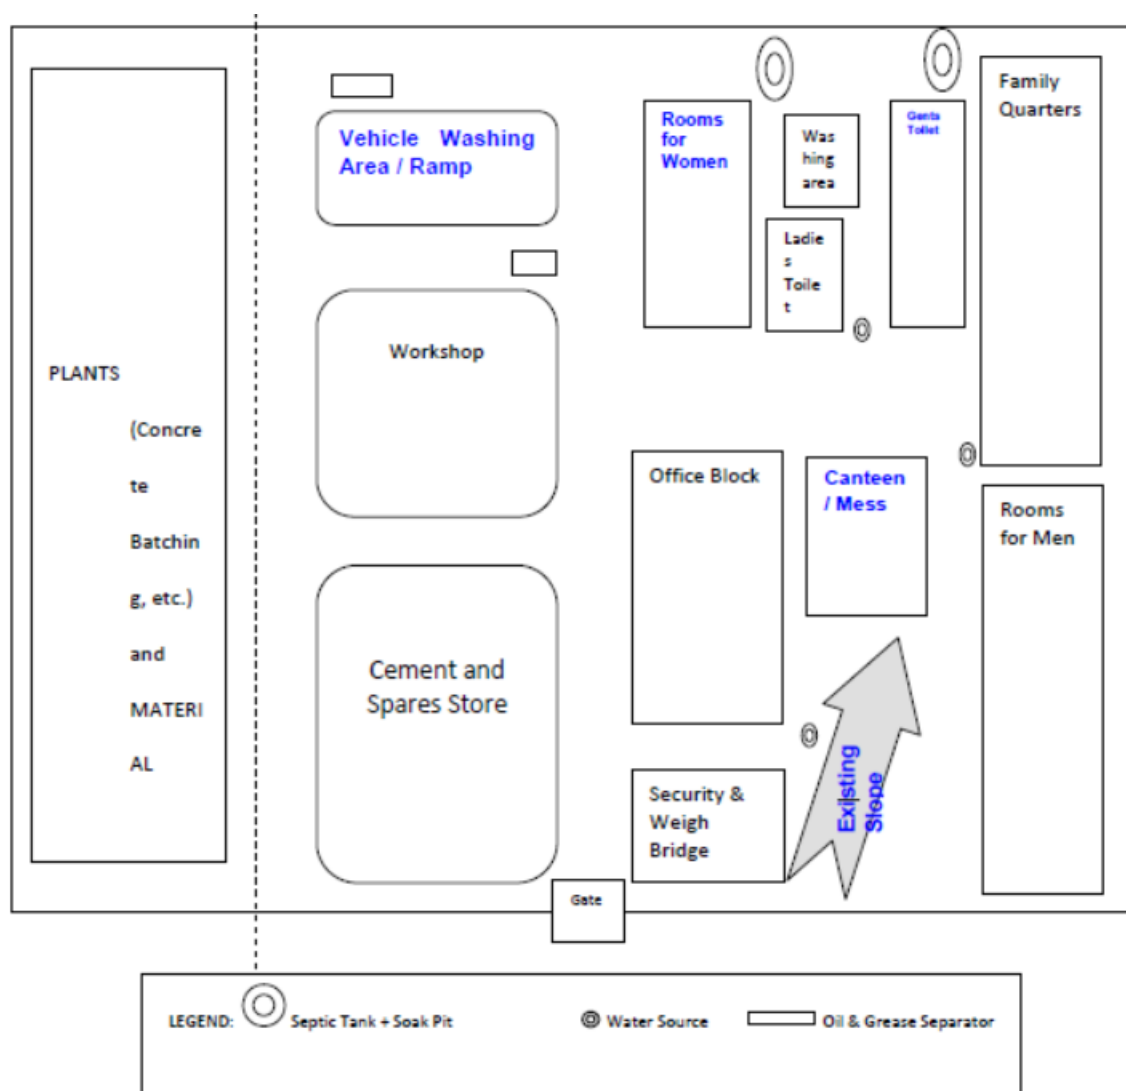 Vehicle Washing
Area / Ramp
Rooms
for
Women
Was
hing
area
Gents
Toilet
Family
Quarters
Ladie
s
Toile
t
Workshop
PLANTS
(Concre
te
Batchin
g, etc.)
and
MATERI
AL
Office Block
Canteen
/ Mess
Rooms
for Men
Cement and
Spares Store
Security &
Weigh
Bridge
Existing
Slope
Gate
LEGEND: Septic Tank + Soak Pit Water Source Oil & Grease Separator